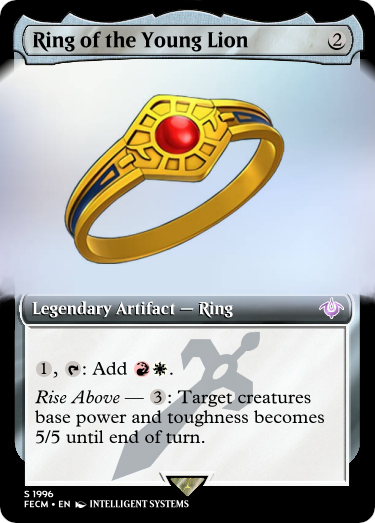 Ring of the Young Lion 2
Legendary Artifact — Ring
1, : Add .
Rise Above — 3: Target creatures
base power and toughness becomes
5/5 until end of turn.
S 1996
FECM • EN INTELLIGENT SYSTEMS